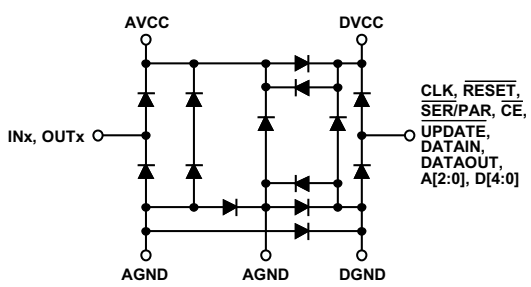 AVCC
DVCC
INx, OUTx
CLK, RESET,
SER/PAR, CE,
UPDATE,
DATAIN,
DATAOUT,
A[2:0], D[4:0]
AGND
AGND
DGND